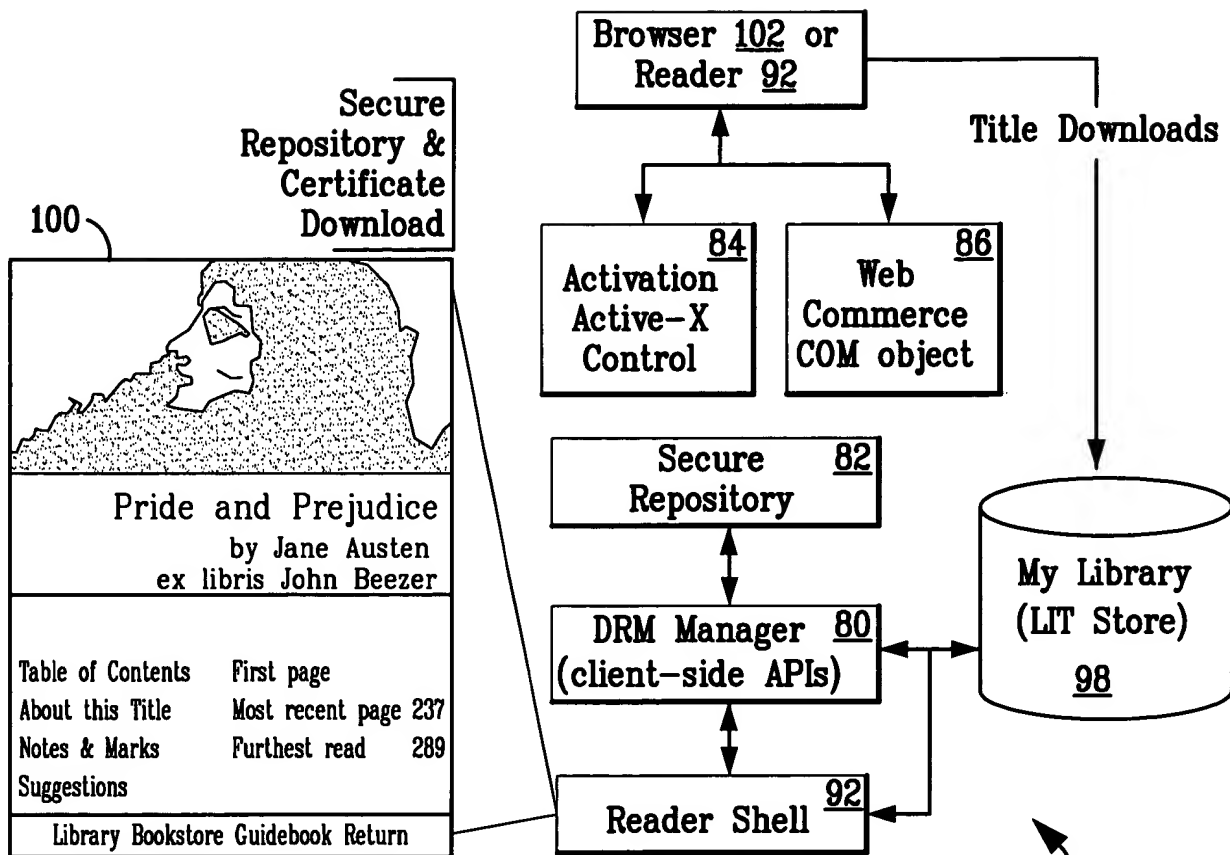 Browser 102 or
Reader 92
Secure
Repository &
Certificate
Download
Title Downloads
100
84
Activation
Active-X
Control
86
Web
Commerce
COM object
Secure 82
Repository
Pride and Prejudice
by Jane Austen
ex libris John Beezer
My Library
(LIT Store)
98
DRM Manager 80
(client-side APIs)
Table of Contents First page
About this Title Most recent page 237
Notes & Marks Furthest read 289
Suggestions
Reader Shell 92
Library Bookstore Guidebook Return